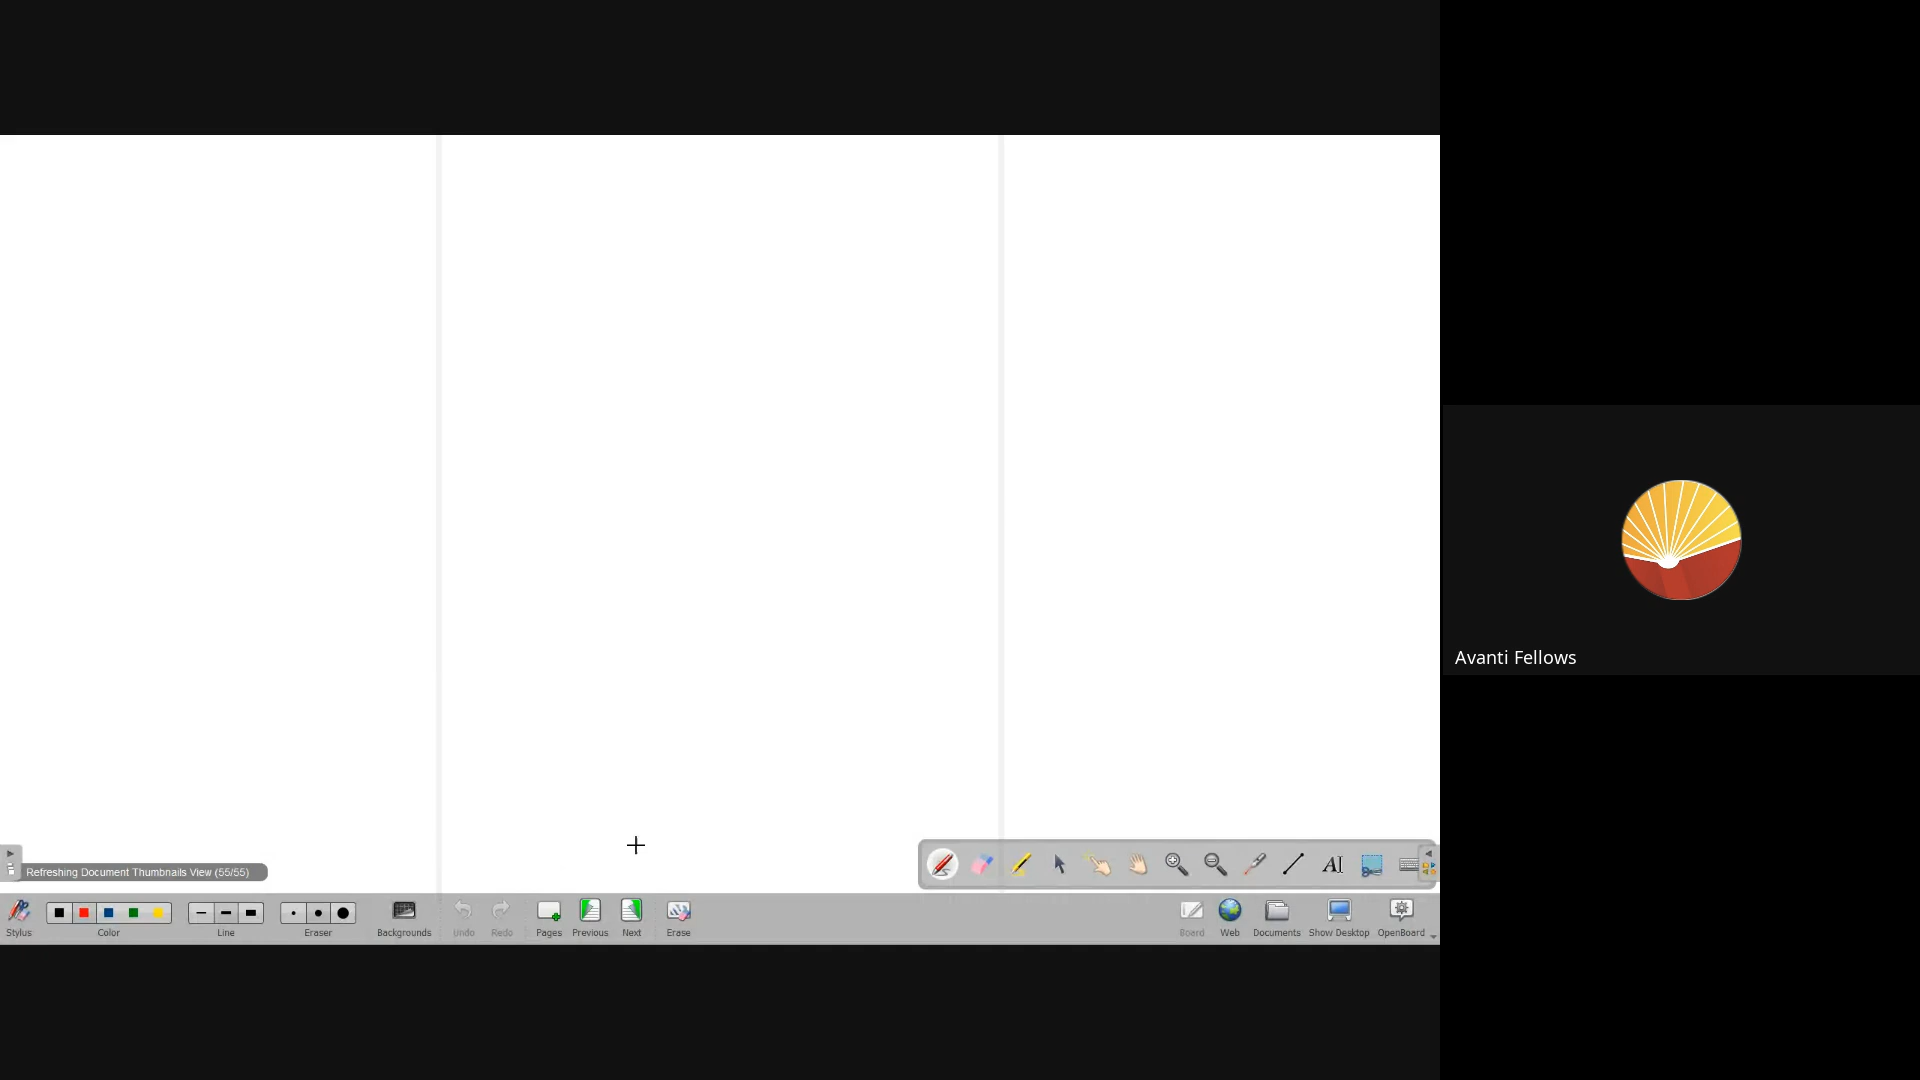 Avanti Fellows
Refreshing Document Thumbnails View (55/55)
AI
Stylus Color Line Eraser Backgrounds Undo Redo Pages Previous Next Erase Board Web Documents Show Desktop OpenBoard